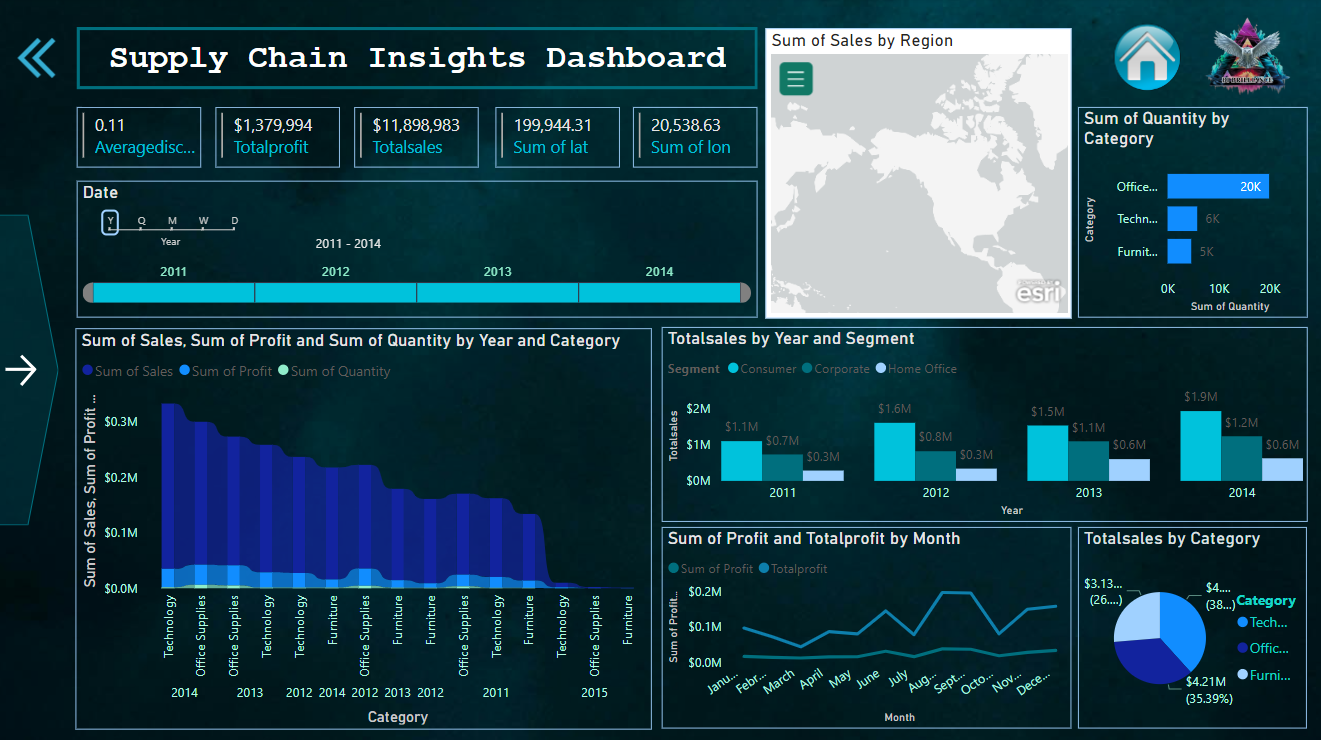 Supply Chain Insights Dashboard
0.11
Averagedisc...
$1,379,994
Totalprofit
$11,898,983
Totalsales
199,944.31
Sum of lat
20,538.63
Sum of lon
Date
Y Q M W D
Year
2011 - 2014
2011 2012 2013 2014
Sum of Sales by Region
esri
Sum of Quantity by
Category
Category
Office...
20K
Techn...
6K
Furnit...
5K
0K 10K 20K
Sum of Quantity
Sum of Sales, Sum of Profit and Sum of Quantity by Year and Category
Sum of Sales Sum of Profit Sum of Quantity
Sum of Sales, Sum of Profit ...
$0.3M
$0.2M
$0.1M
$0.0M
Technology
Office Supplies
Office Supplies
Technology
Technology
Furniture
Office Supplies
Furniture
Furniture
Office Supplies
Technology
Furniture
Technology
Office Supplies
Furniture
2014 2013 2012 2014 2012 2013 2012 2011 2015
Category
Totalsales by Year and Segment
Segment Consumer Corporate Home Office
Totalsales
$2M
$1M
$0M
$1.1M $0.7M $0.3M
$1.6M $0.8M $0.3M
$1.5M $1.1M $0.6M
$1.9M $1.2M $0.6M
2011 2012 2013 2014
Year
Sum of Profit and Totalprofit by Month
Sum of Profit Totalprofit
Sum of Profit...
$0.2M
$0.1M
$0.0M
Janu... Febr... March April May June July Aug... Sept... Octo... Nov... Dece...
Month
Totalsales by Category
$3.13...
(26....)
$4....
(38...)
$4.21M
(35.39%)
Category
Tech...
Offic...
Furni...